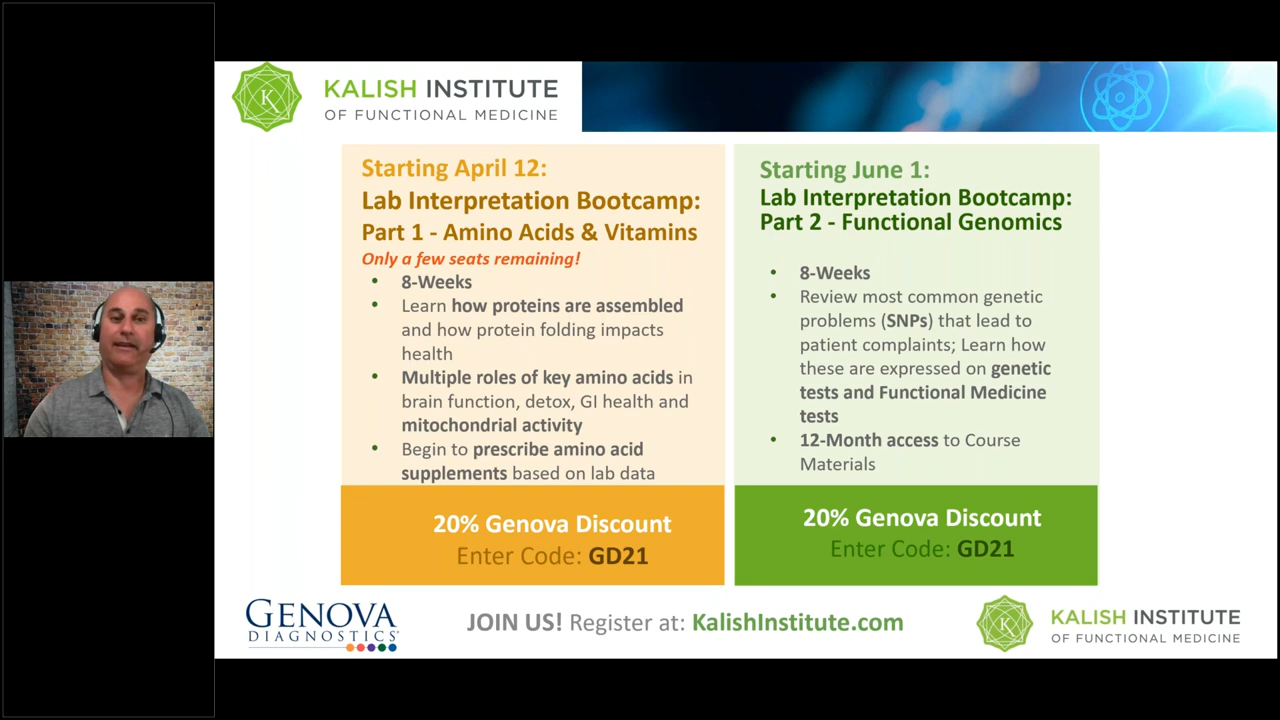 KALISH INSTITUTE
OF FUNCTIONAL MEDICINE
Starting April 12:
Lab Interpretation Bootcamp:
Part 1 - Amino Acids & Vitamins
Only a few seats remaining!
• 8-Weeks
• Learn how proteins are assembled
and how protein folding impacts
health
• Multiple roles of key amino acids in
brain function, detox, GI health and
mitochondrial activity
• Begin to prescribe amino acid
supplements based on lab data
20% Genova Discount
Enter Code: GD21
Starting June 1:
Lab Interpretation Bootcamp:
Part 2 - Functional Genomics
• 8-Weeks
• Review most common genetic
problems (SNPs) that lead to
patient complaints; Learn how
these are expressed on genetic
tests and Functional Medicine
tests
• 12-Month access to Course
Materials
20% Genova Discount
Enter Code: GD21
GENOVA
DIAGNOSTICS
JOIN US! Register at: KalishInstitute.com
K
KALISH INSTITUTE
OF FUNCTIONAL MEDICINE